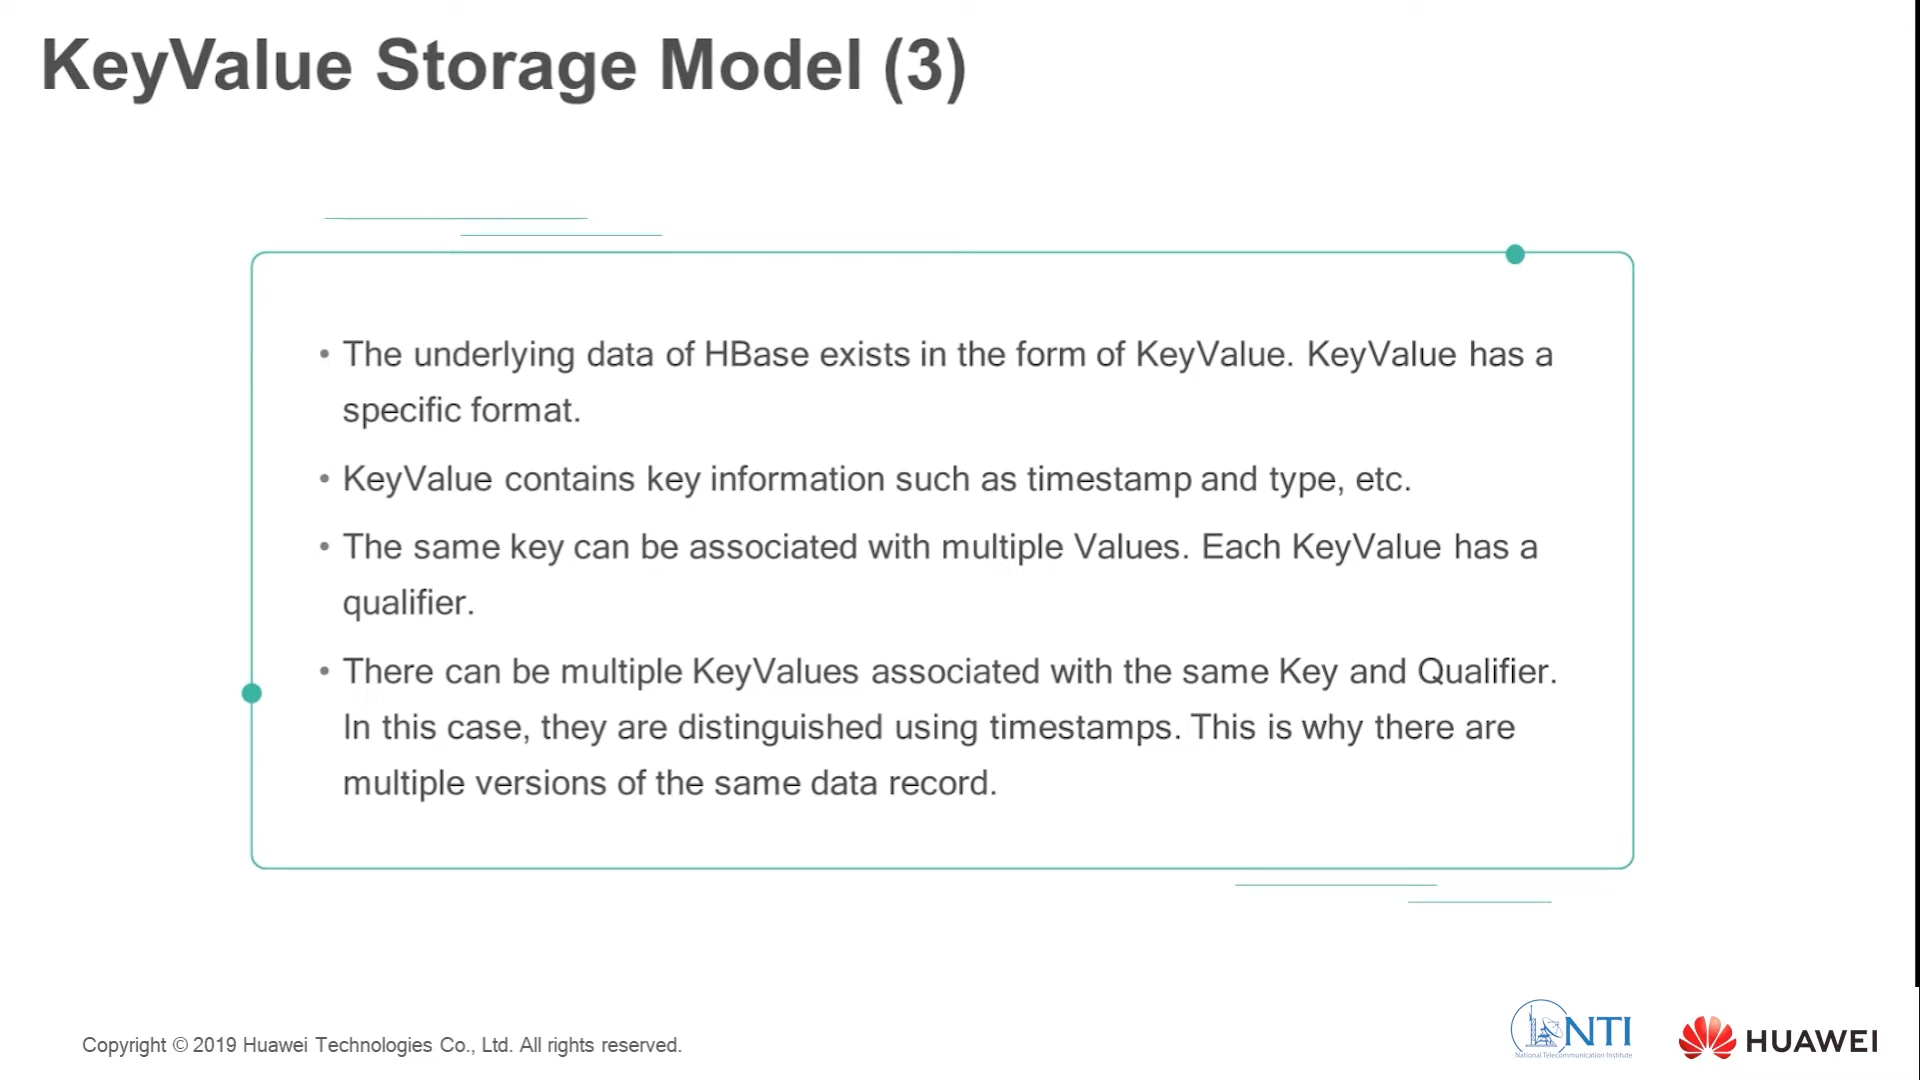 KeyValue Storage Model (3)
• The underlying data of HBase exists in the form of KeyValue. KeyValue has a
specific format.
• KeyValue contains key information such as timestamp and type, etc.
• The same key can be associated with multiple Values. Each KeyValue has a
qualifier.
• There can be multiple KeyValues associated with the same Key and Qualifier.
In this case, they are distinguished using timestamps. This is why there are
multiple versions of the same data record.
Copyright © 2019 Huawei Technologies Co., Ltd. All rights reserved.
NTI
National Telecommunication Institute
HUAWEI